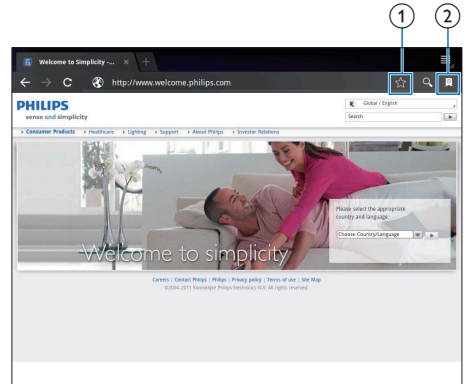 1 2
Welcome to Simplicity -...
http://www.welcome.philips.com
PHILIPS
sense and simplicity
Global / English
Search
Consumer Products Healthcare Lighting Support About Philips Investor Relations
Please select the appropriate
country and language:
Choose Country/Language
Welcome to simplicity
Careers | Contact Philips | Philips | Privacy policy | Terms of use | Site Map
©2004-2011 Koninklijke Philips Electronics N.V. All rights reserved.